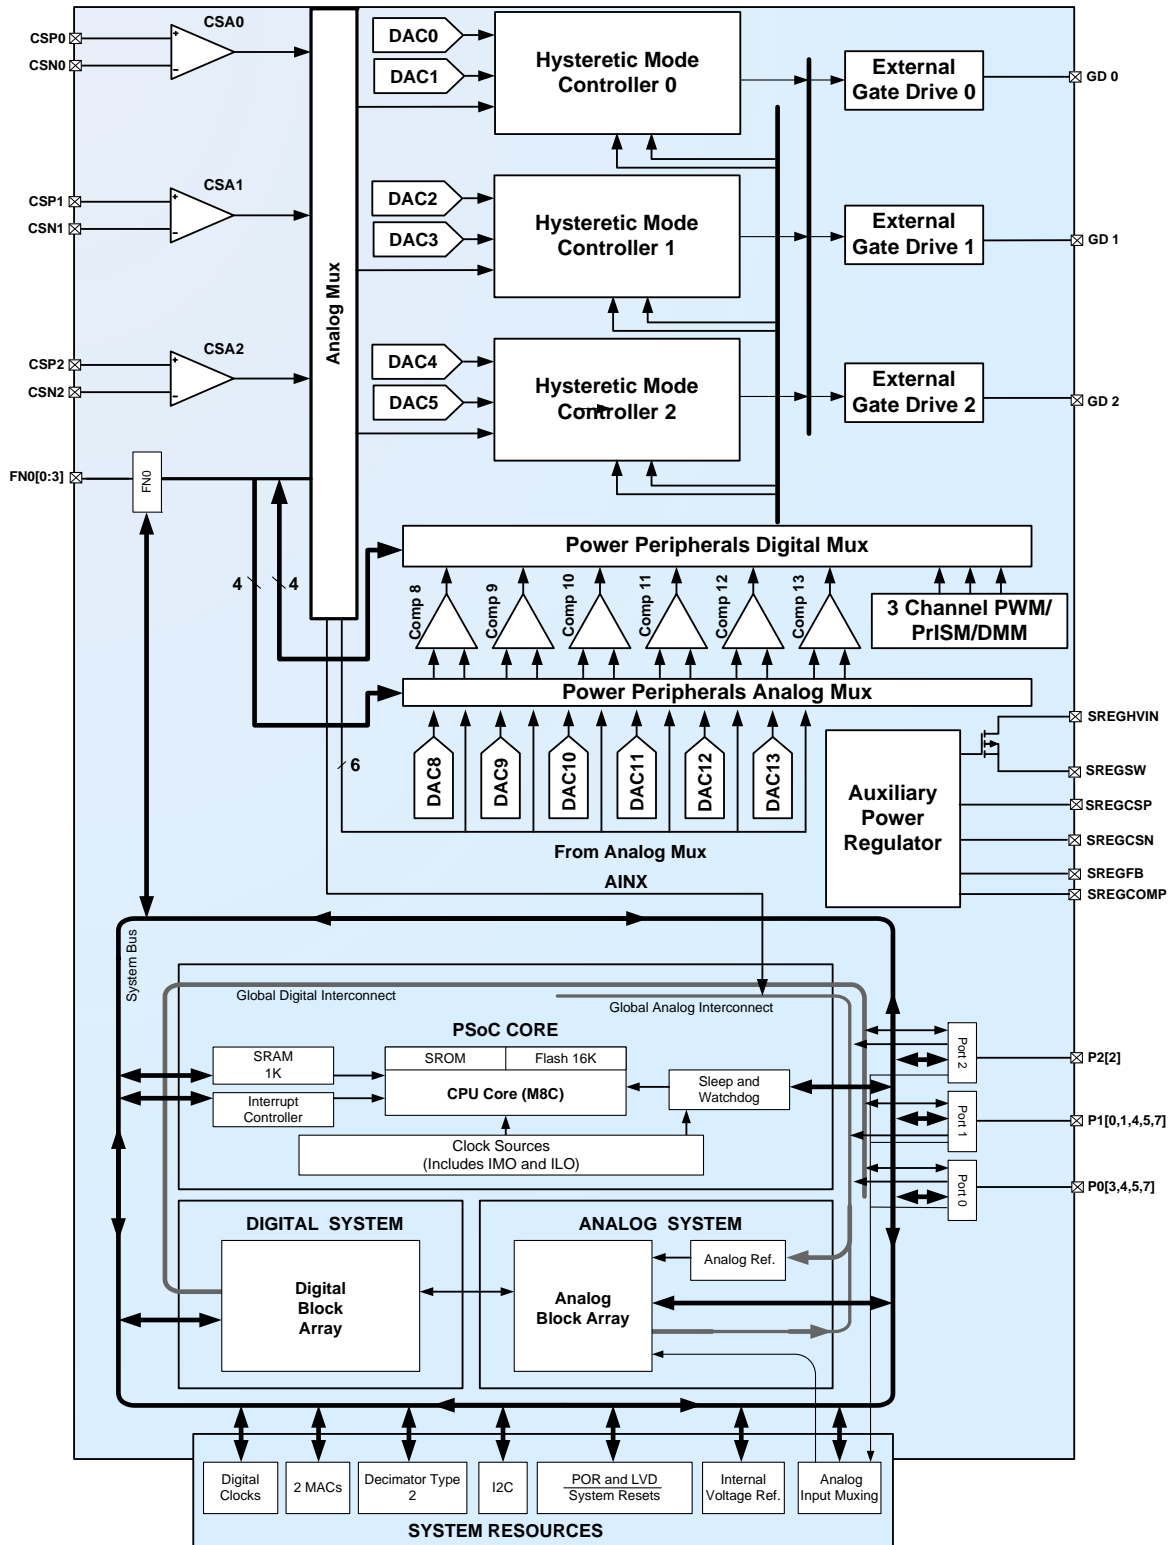 CSA0
CSP0
CSN0
DAC0
DAC1
Hysteretic Mode
Controller 0
External
Gate Drive 0
GD 0
CSA1
CSP1
CSN1
DAC2
DAC3
Hysteretic Mode
Controller 1
External
Gate Drive 1
GD 1
Analog Mux
CSA2
CSP2
CSN2
DAC4
DAC5
Hysteretic Mode
Controller 2
External
Gate Drive 2
GD 2
FN0[0:3]
FN0
4
4
Power Peripherals Digital Mux
Comp 8
Comp 9
Comp 10
Comp 11
Comp 12
Comp 13
3 Channel PWM/
PrISM/DMM
Power Peripherals Analog Mux
DAC8
DAC9
DAC10
DAC11
DAC12
DAC13
6
From Analog Mux
AINX
Auxiliary
Power
Regulator
SREGHVIN
SREGSW
SREGCSP
SREGCSN
SREGFB
SREGCOMP
System Bus
Global Digital Interconnect
Global Analog Interconnect
PSoC CORE
SRAM
1K
SROM
Flash 16K
CPU Core (M8C)
Interrupt
Controller
Sleep and
Watchdog
Clock Sources
(Includes IMO and ILO)
Port 2
P2[2]
Port 1
P1[0,1,4,5,7]
Port 0
P0[3,4,5,7]
DIGITAL SYSTEM
Digital
Block
Array
ANALOG SYSTEM
Analog
Block Array
Analog Ref.
Digital
Clocks
2 MACs
Decimator Type
2
I2C
POR and LVD
System Resets
Internal
Voltage Ref.
Analog
Input Muxing
SYSTEM RESOURCES